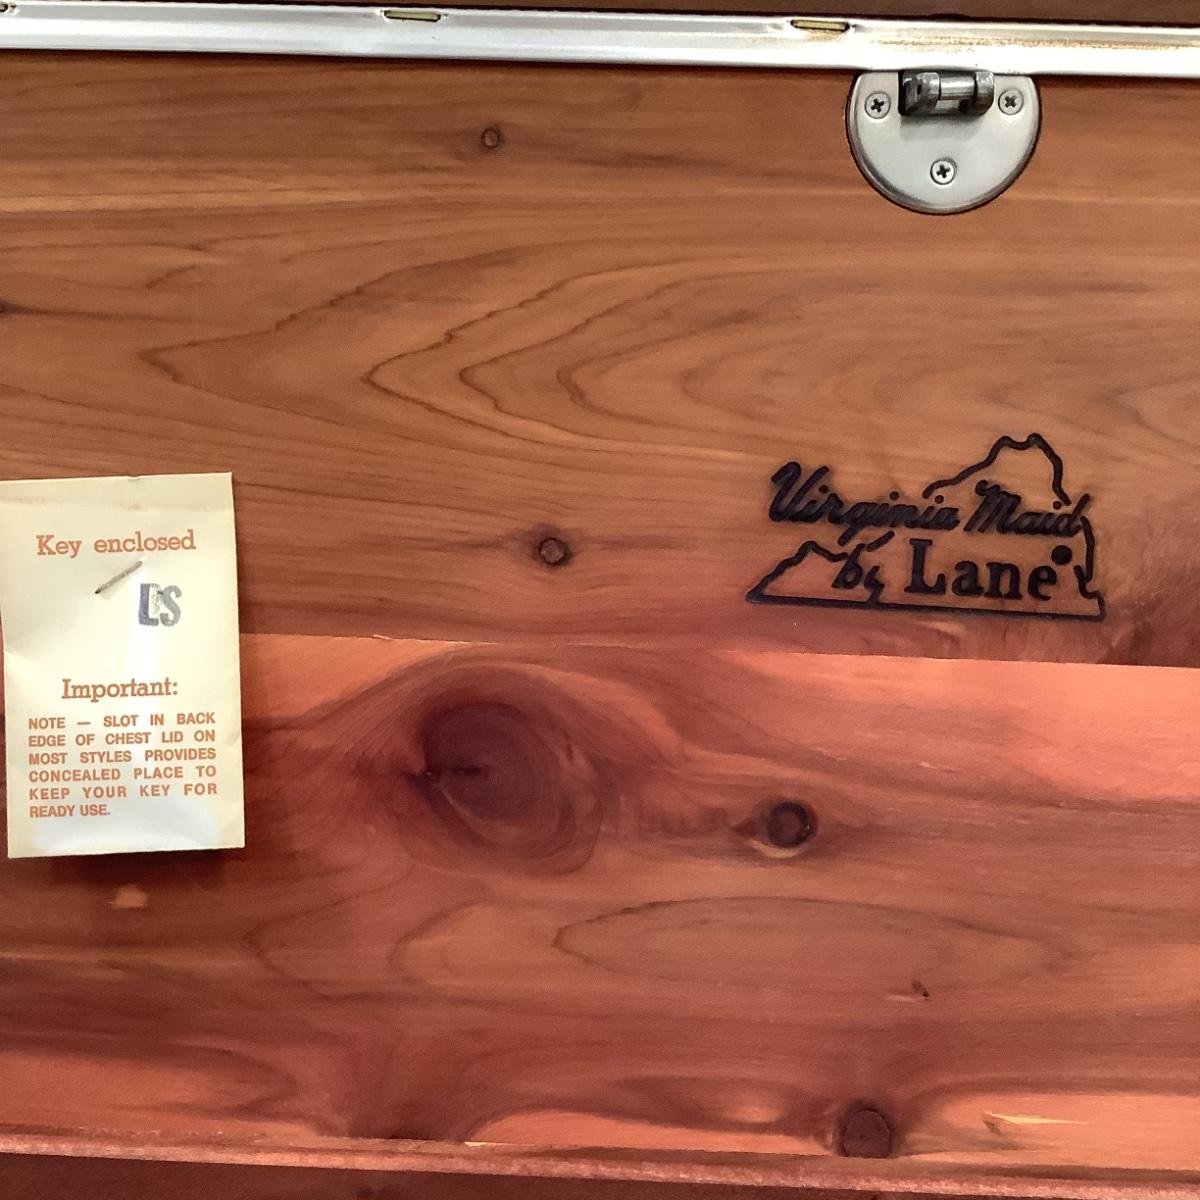 Key enclosed
DS
Important:
NOTE — SLOT IN BACK
EDGE OF CHEST LID ON
MOST STYLES PROVIDES
CONCEALED PLACE TO
KEEP YOUR KEY FOR
READY USE.
Virginia Maid
by Lane